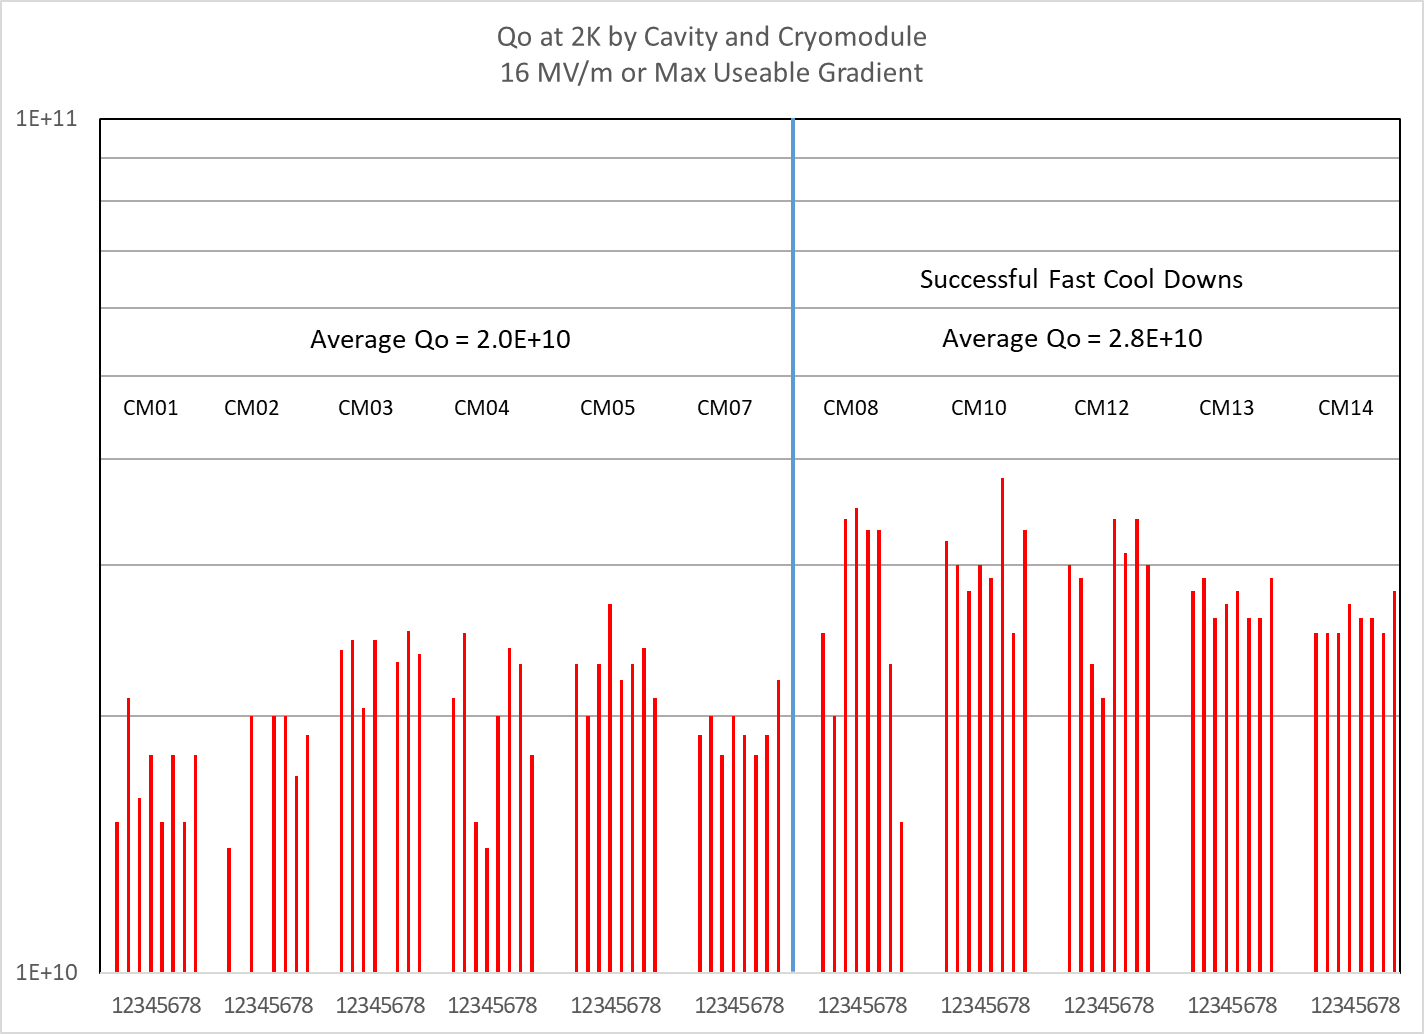 Qo at 2K by Cavity and Cryomodule
16 MV/m or Max Useable Gradient
1E+11
Successful Fast Cool Downs
Average Qo = 2.0E+10
Average Qo = 2.8E+10
CM01
CM02
CM03
CM04
CM05
CM07
CM08
CM10
CM12
CM13
CM14
1E+10
12345678
12345678
12345678
12345678
12345678
12345678
12345678
12345678
12345678
12345678
12345678